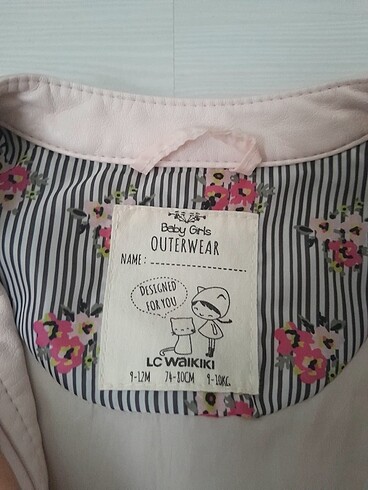 Baby Girls
OUTERWEAR
NAME:
DESIGNED
FOR YOU
LC WAIKIKI
9-12M 74-80CM 9-10KG